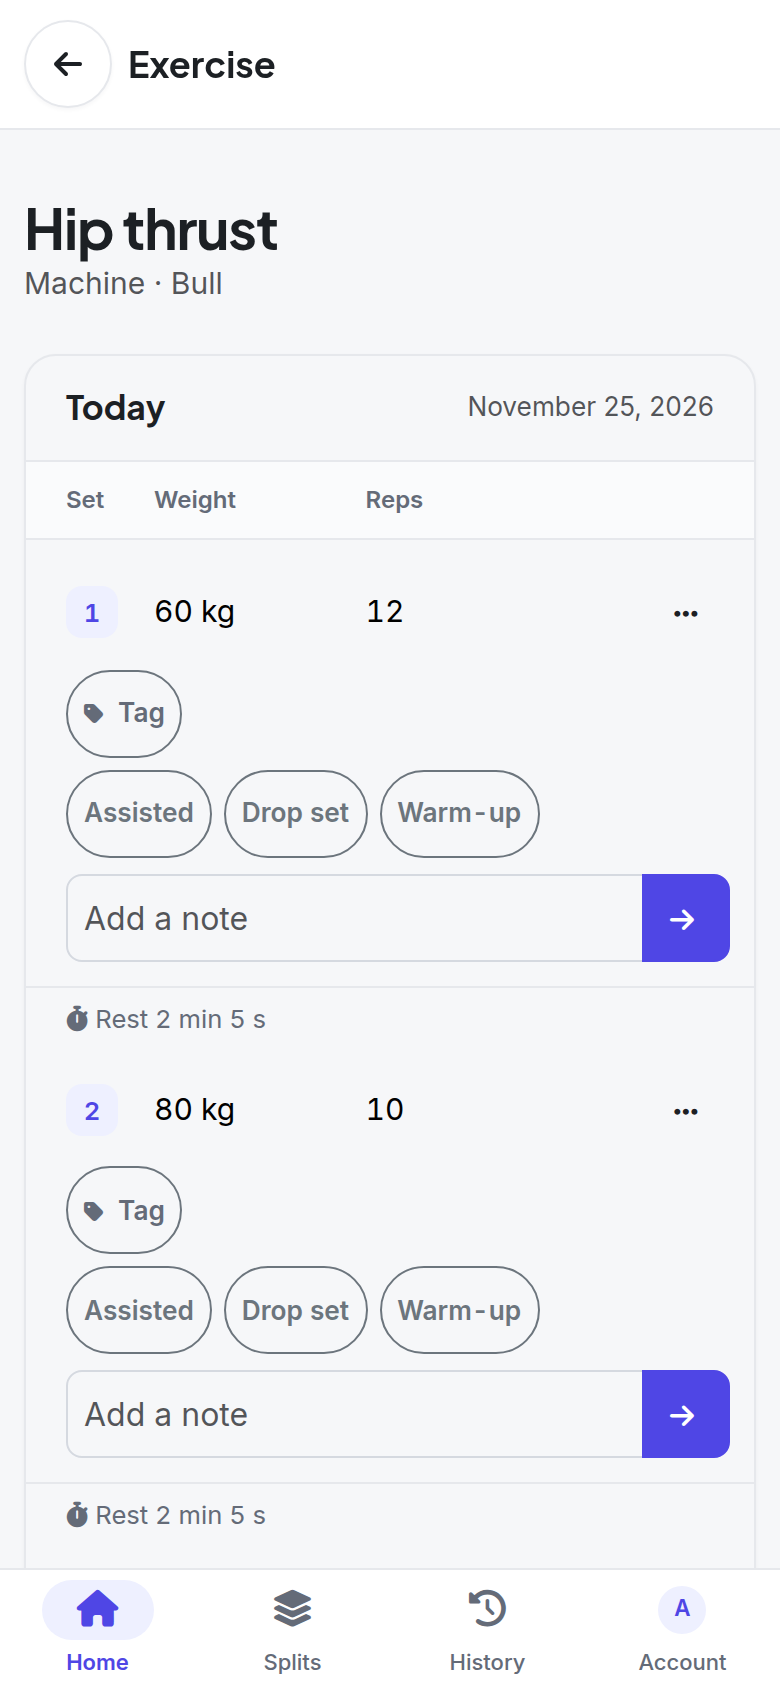 Exercise
Hip thrust
Machine · Bull
Today November 25, 2026
Set Weight Reps
1 60 kg 12
Tag
Assisted Drop set Warm-up
Add a note
Rest 2 min 5 s
2 80 kg 10
Tag
Assisted Drop set Warm-up
Add a note
Rest 2 min 5 s
A
Home Splits History Account